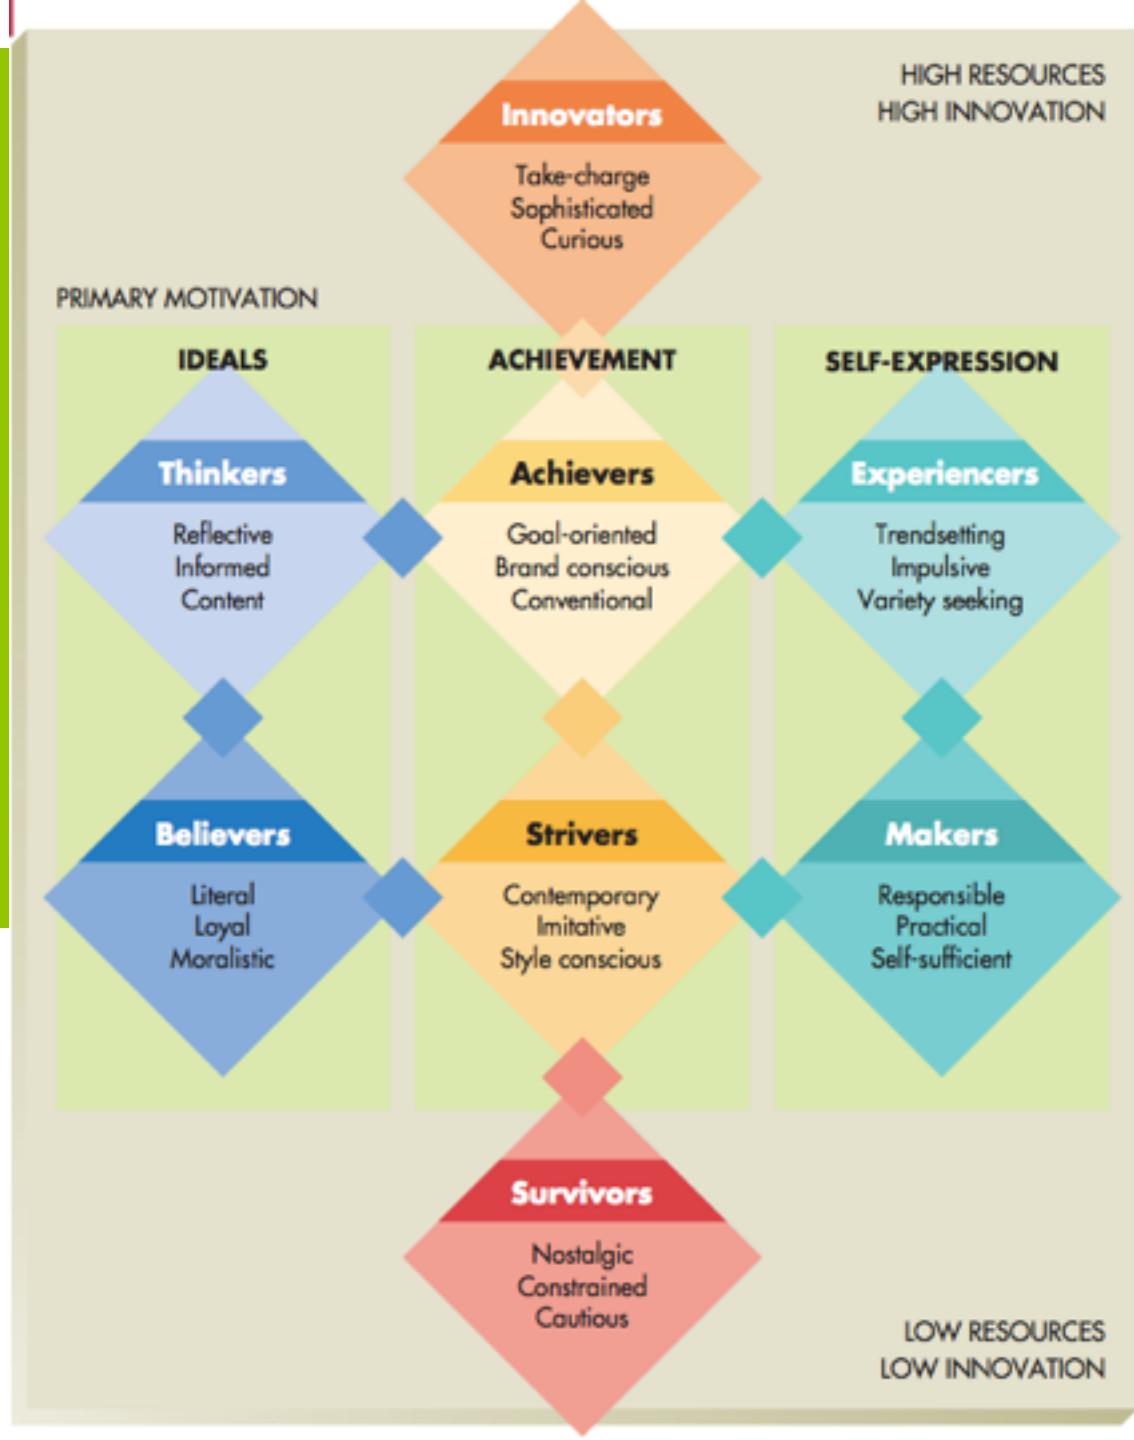 HIGH RESOURCES
HIGH INNOVATION
Innovators
Take-charge
Sophisticated
Curious
PRIMARY MOTIVATION
IDEALS
ACHIEVEMENT
SELF-EXPRESSION
Thinkers
Reflective
Informed
Content
Achievers
Goal-oriented
Brand conscious
Conventional
Experiencers
Trendsetting
Impulsive
Variety seeking
Believers
Literal
Loyal
Moralistic
Strivers
Contemporary
Imitative
Style conscious
Makers
Responsible
Practical
Self-sufficient
Survivors
Nostalgic
Constrained
Cautious
LOW RESOURCES
LOW INNOVATION